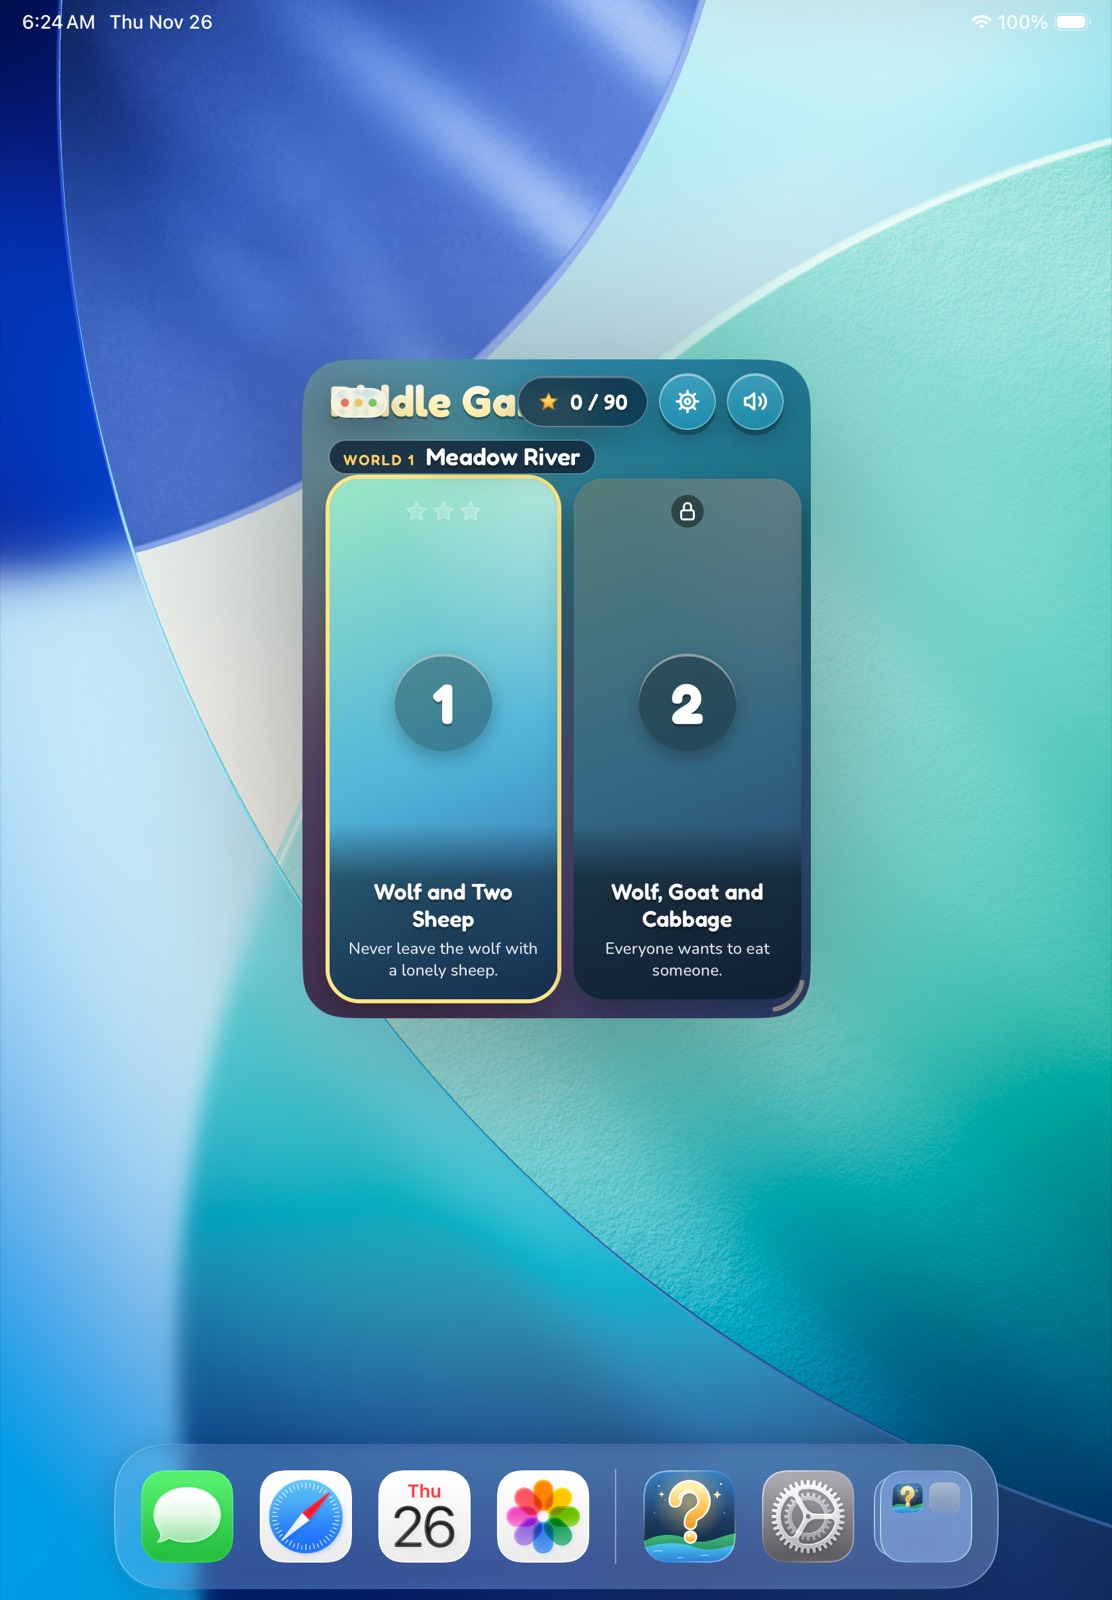 6:24 AM Thu Nov 26
100%
dle Ga
0 / 90
WORLD 1 Meadow River
1
2
Wolf and Two
Sheep
Never leave the wolf with
a lonely sheep.
Wolf, Goat and
Cabbage
Everyone wants to eat
someone.
Thu
26